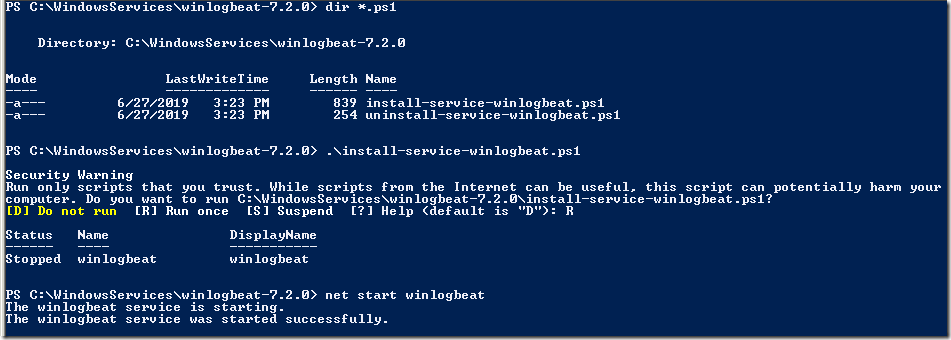 PS C:\WindowsServices\winlogbeat-7.2.0> dir *.ps1
Directory: C:\WindowsServices\winlogbeat-7.2.0
Mode LastWriteTime Length Name
---- ------------- ------ ----
-a--- 6/27/2019 3:23 PM 839 install-service-winlogbeat.ps1
-a--- 6/27/2019 3:23 PM 254 uninstall-service-winlogbeat.ps1
PS C:\WindowsServices\winlogbeat-7.2.0> .\install-service-winlogbeat.ps1
Security Warning
Run only scripts that you trust. While scripts from the Internet can be useful, this script can potentially harm your
computer. Do you want to run C:\WindowsServices\winlogbeat-7.2.0\install-service-winlogbeat.ps1?
[D] Do not run [R] Run once [S] Suspend [?] Help (default is "D"): R
Status Name DisplayName
------ ---- -----------
Stopped winlogbeat winlogbeat
PS C:\WindowsServices\winlogbeat-7.2.0> net start winlogbeat
The winlogbeat service is starting.
The winlogbeat service was started successfully.